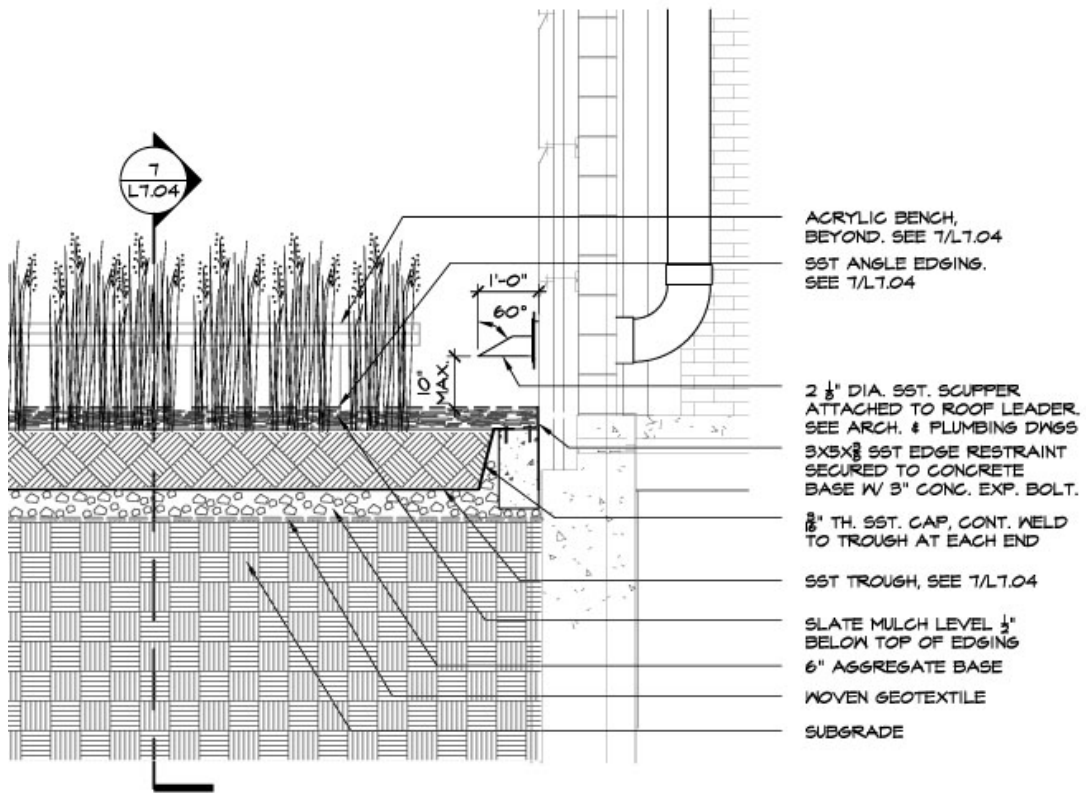 7
L7.04
1'-0"
60°
10"
MAX.
ACRYLIC BENCH,
BEYOND. SEE 7/L7.04
SST ANGLE EDGING.
SEE 7/L7.04
2 ⅛" DIA. SST. SCUPPER
ATTACHED TO ROOF LEADER.
SEE ARCH. & PLUMBING DWGS
3X5X⅜ SST EDGE RESTRAINT
SECURED TO CONCRETE
BASE W/ 3" CONC. EXP. BOLT.
3/16" TH. SST. CAP, CONT. WELD
TO TROUGH AT EACH END
SST TROUGH, SEE 7/L7.04
SLATE MULCH LEVEL ½"
BELOW TOP OF EDGING
6" AGGREGATE BASE
WOVEN GEOTEXTILE
SUBGRADE